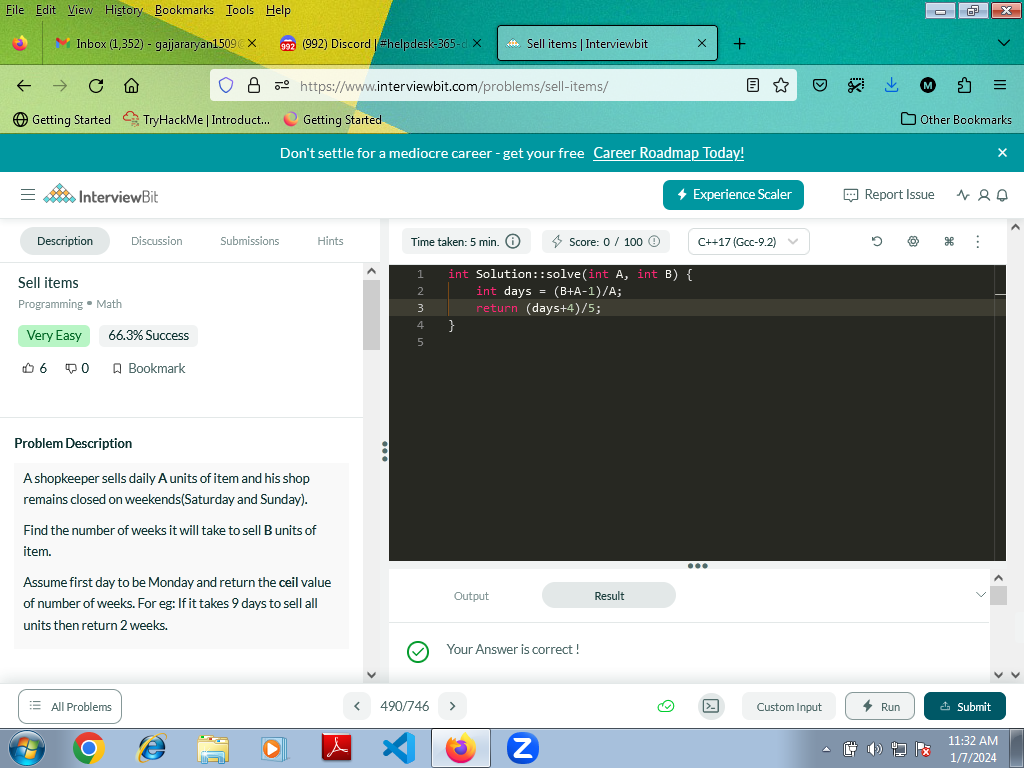 File Edit View History Bookmarks Tools Help
Inbox (1,352) - gajjararyan1509@
(992) Discord | #helpdesk-365-d
Sell items | Interviewbit
https://www.interviewbit.com/problems/sell-items/
Getting Started
TryHackMe | Introduct...
Getting Started
Other Bookmarks
Don't settle for a mediocre career - get your free Career Roadmap Today!
InterviewBit
Experience Scaler
Report Issue
Description Discussion Submissions Hints
Time taken: 5 min.
Score: 0 / 100
C++17 (Gcc-9.2)
Sell items
Programming • Math
Very Easy
66.3% Success
6
0
Bookmark
Problem Description
A shopkeeper sells daily A units of item and his shop
remains closed on weekends(Saturday and Sunday).
Find the number of weeks it will take to sell B units of
item.
Assume first day to be Monday and return the ceil value
of number of weeks. For eg: If it takes 9 days to sell all
units then return 2 weeks.
1 int Solution::solve(int A, int B) {
2 int days = (B+A-1)/A;
3 return (days+4)/5;
4 }
5
Output Result
Your Answer is correct !
All Problems
490/746
Custom Input
Run
Submit
11:32 AM
1/7/2024